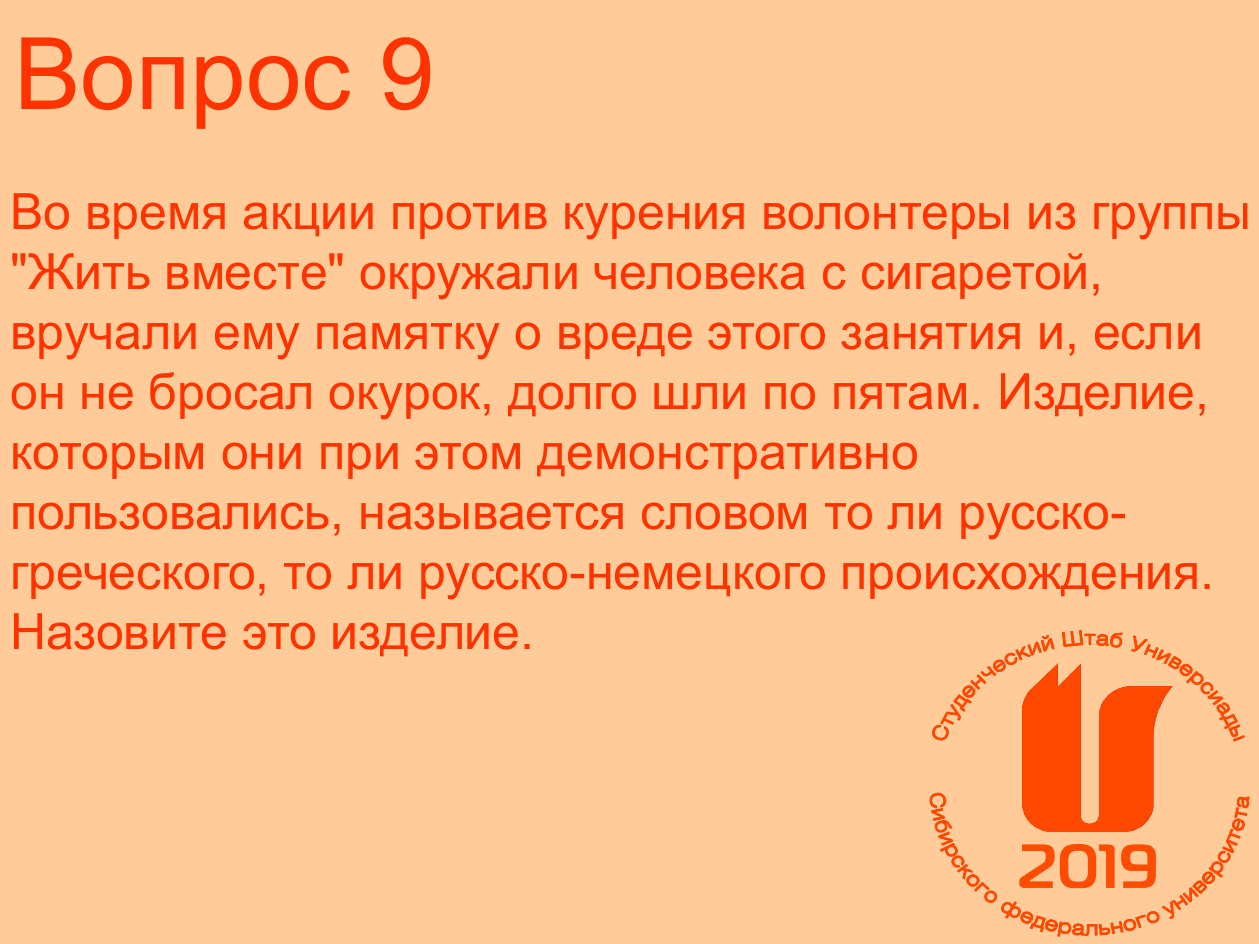 Вопрос 9
Во время акции против курения волонтеры из группы
"Жить вместе" окружали человека с сигаретой,
вручали ему памятку о вреде этого занятия и, если
он не бросал окурок, долго шли по пятам. Изделие,
которым они при этом демонстративно
пользовались, называется словом то ли русско-
греческого, то ли русско-немецкого происхождения.
Назовите это изделие.
Студенческий Штаб Универсиады
2019
Сибирского федерального университета